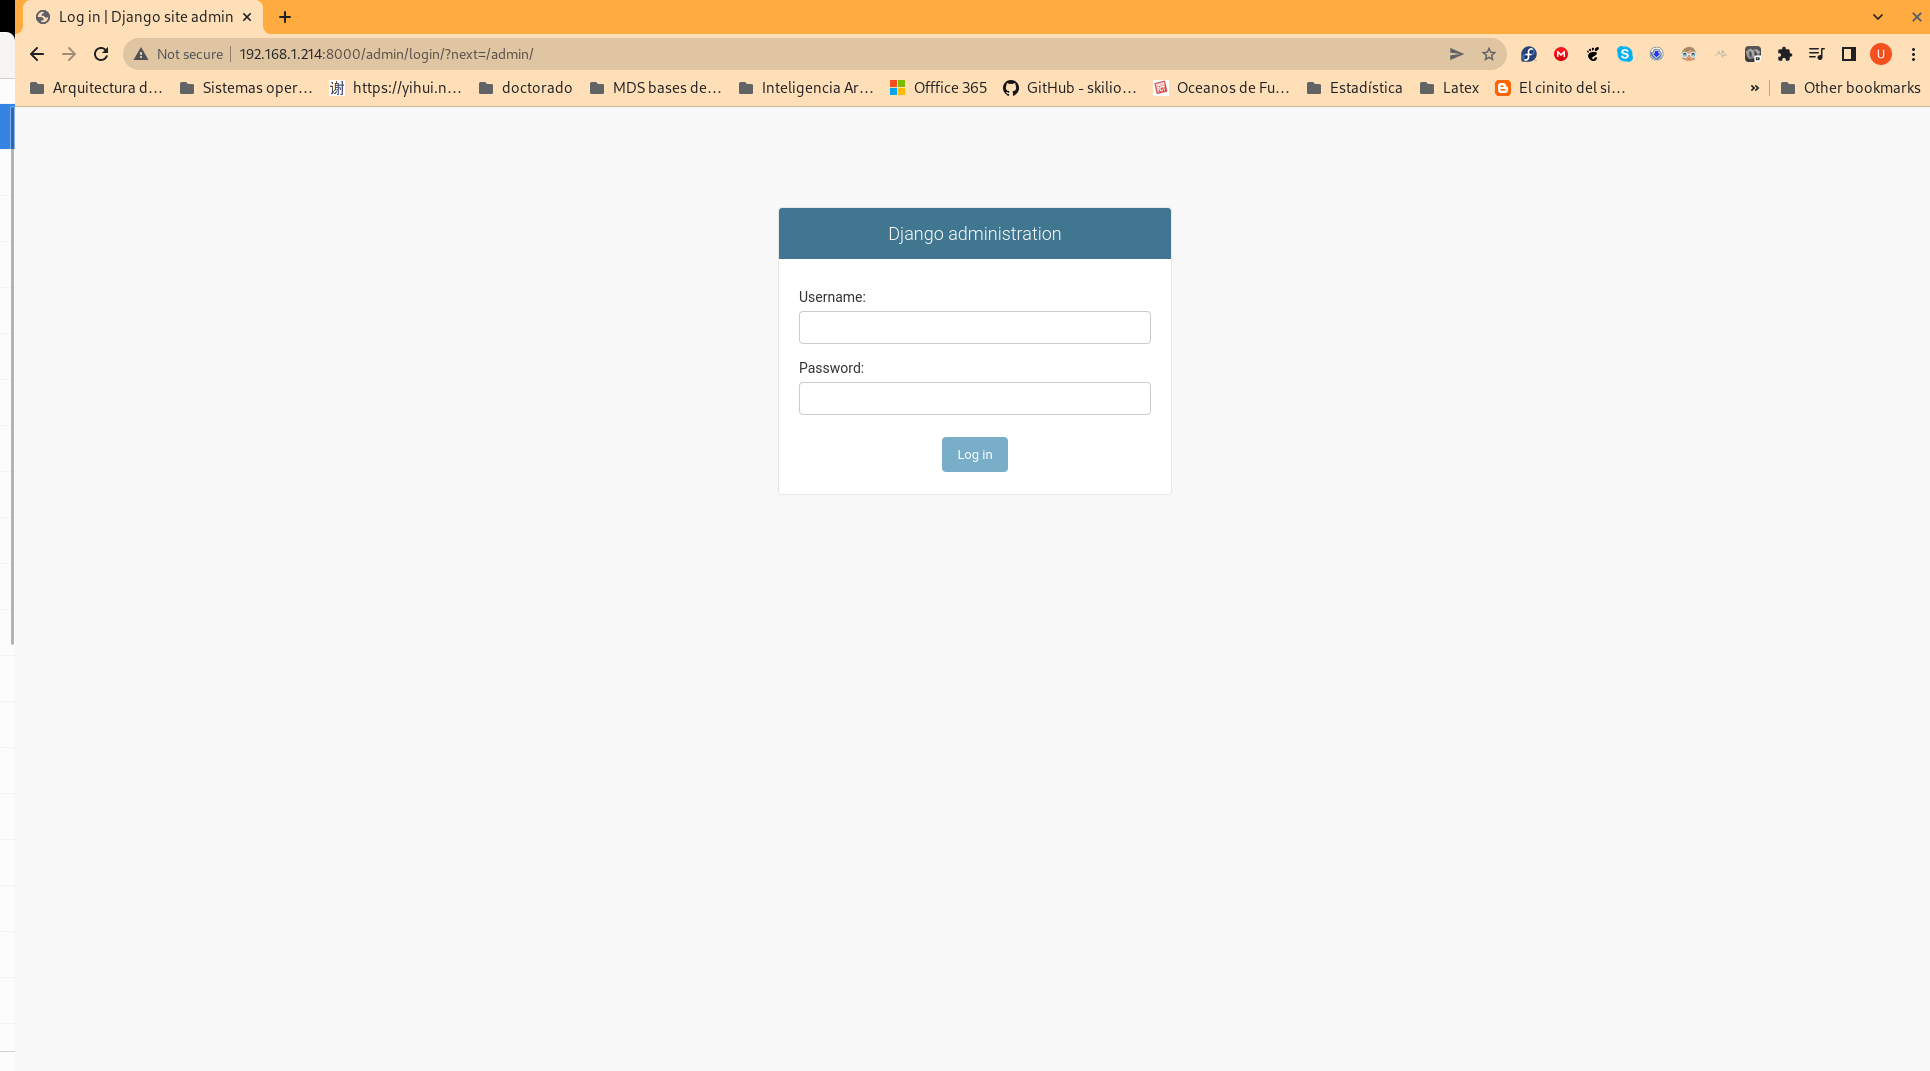 Log in | Django site admin
Not secure 192.168.1.214:8000/admin/login/?next=/admin/
U
Arquitectura d... Sistemas oper... 谢 https://yihui.n... doctorado MDS bases de... Inteligencia Ar... Offfice 365 GitHub - skilio... Oceanos de Fu... Estadística Latex El cinito del si... » Other bookmarks
Django administration
Username:
Password:
Log in